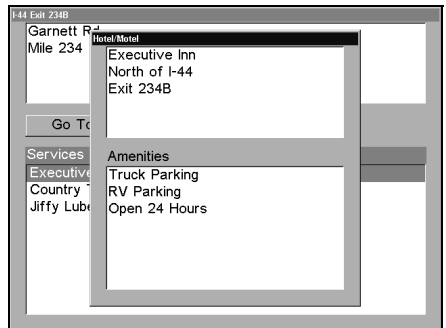 I-44 Exit 234B
Garnett Rd
Mile 234
Go To
Services
Executive
Country
Jiffy Lube
Hotel/Motel
Executive Inn
North of I-44
Exit 234B
Amenities
Truck Parking
RV Parking
Open 24 Hours